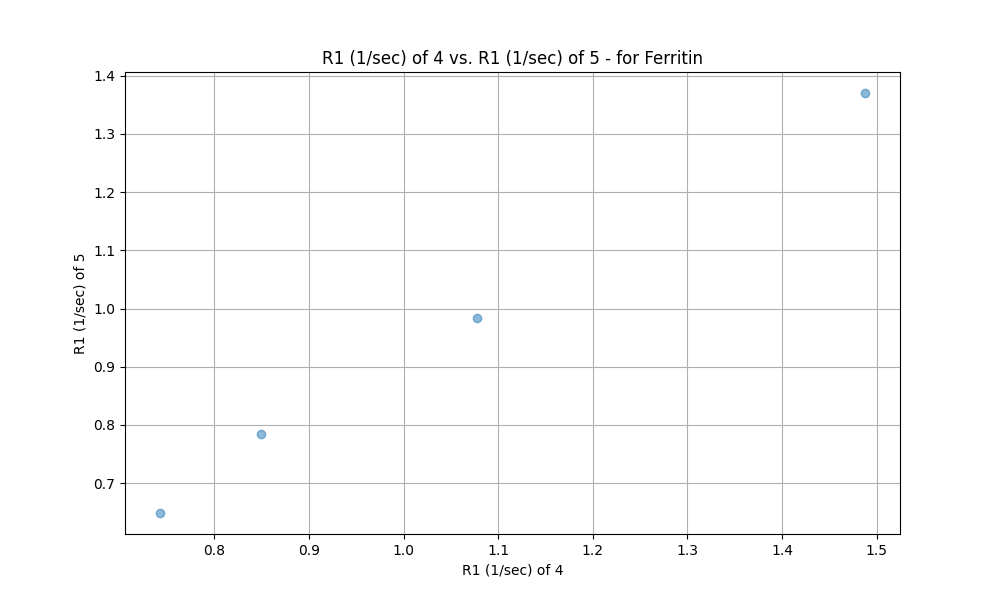 R1 (1/sec) of 4 vs. R1 (1/sec) of 5 - for Ferritin
1.4
1.3
1.2
1.1
1.0
0.9
0.8
0.7
R1 (1/sec) of 5
0.8 0.9 1.0 1.1 1.2 1.3 1.4 1.5
R1 (1/sec) of 4